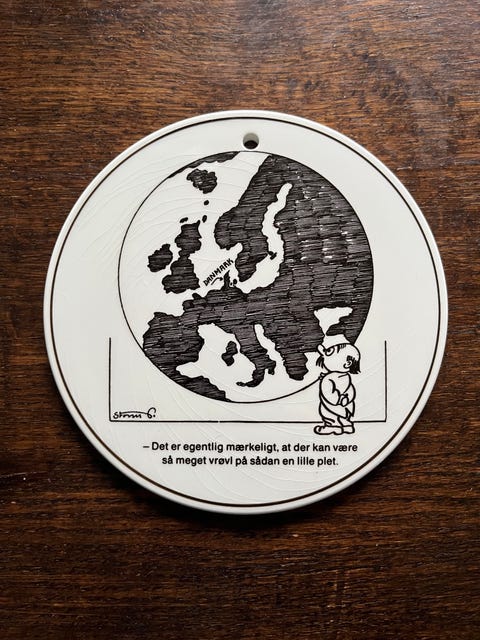 DANMARK
Storm P.
– Det er egentlig mærkeligt, at der kan være
så meget vrøvl på sådan en lille plet.